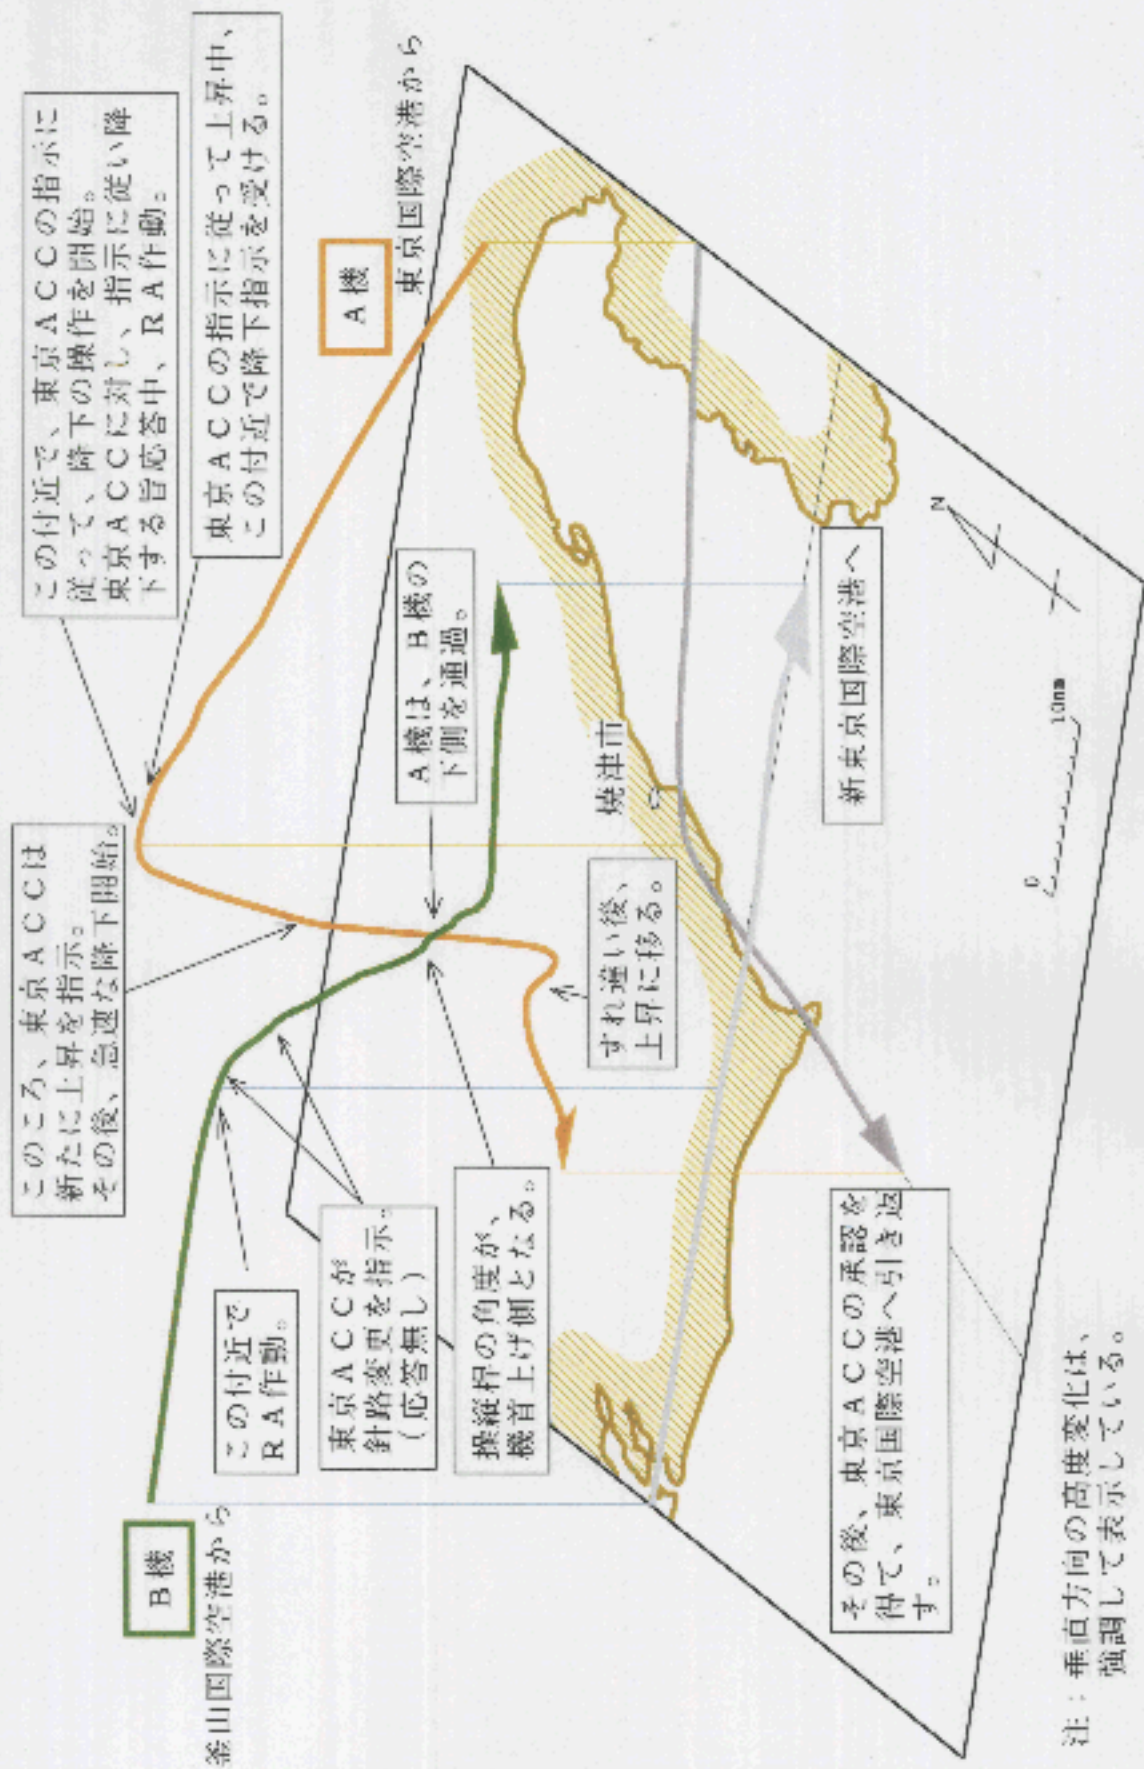 この付近で、東京ＡＣＣの指示に
従って、降下の操作を開始。
東京ＡＣＣに対し、指示に従い降
下する旨応答中、ＲＡ作動。
東京ＡＣＣの指示に従って上昇中、
この付近で降下指示を受ける。
このころ、東京ＡＣＣは
新たに上昇を指示。
その後、急速な降下開始。
Ａ機
東京国際空港から
Ｂ機
釜山国際空港から
この付近で
ＲＡ作動。
東京ＡＣＣが
針路変更を指示。
（応答無し）
操縦桿の角度が、
機首上げ側となる。
Ａ機は、Ｂ機の
下側を通過。
すれ違い後、
上昇に移る。
焼津市
新東京国際空港へ
その後、東京ＡＣＣの承認を
得て、東京国際空港へ引き返
す。
N
0
10nm
注：垂直方向の高度変化は、
強調して表示している。